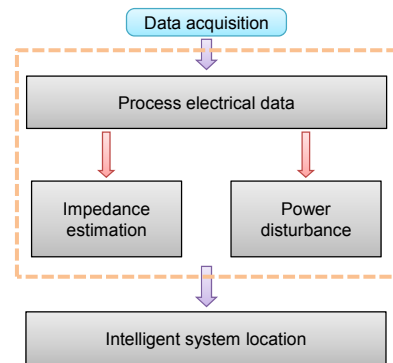 Data acquisition
Process electrical data
Impedance
estimation
Power
disturbance
Intelligent system location